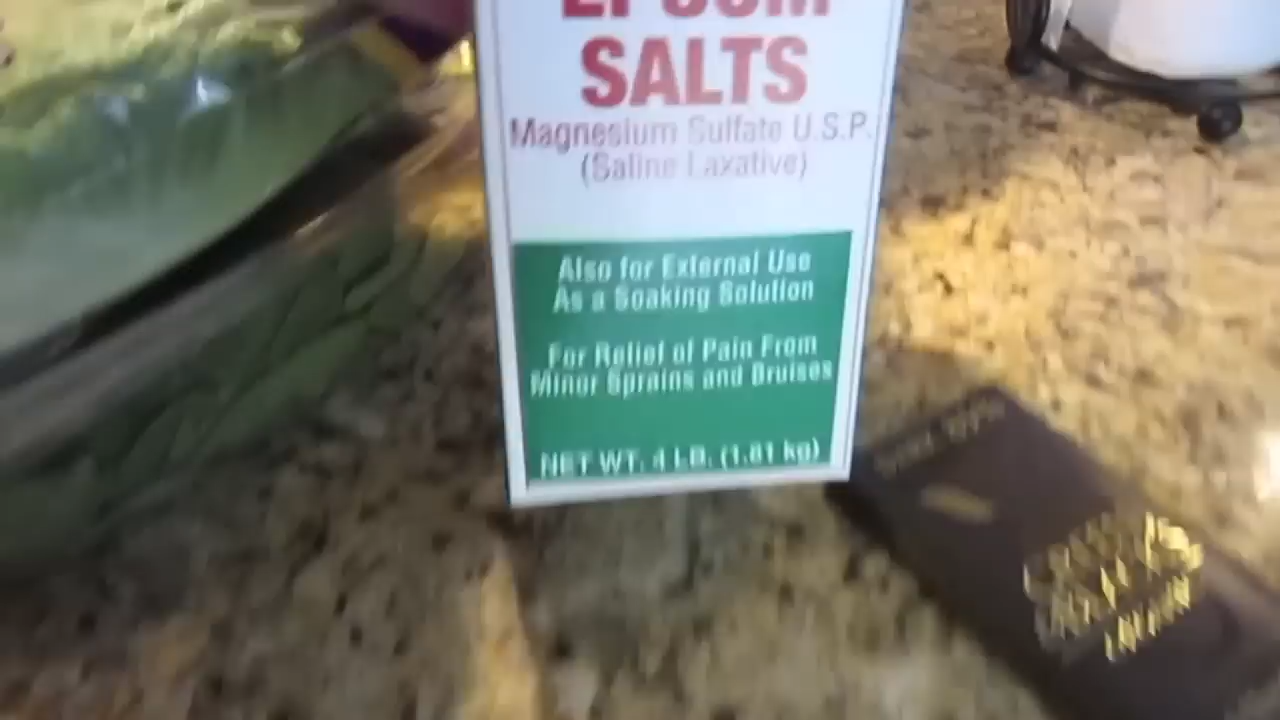 EPSOM
SALTS
Magnesium Sulfate U.S.P.
(Saline Laxative)
Also for External Use
As a Soaking Solution
For Relief of Pain From
Minor Sprains and Bruises
NET WT. 4 LB. (1.81 kg)